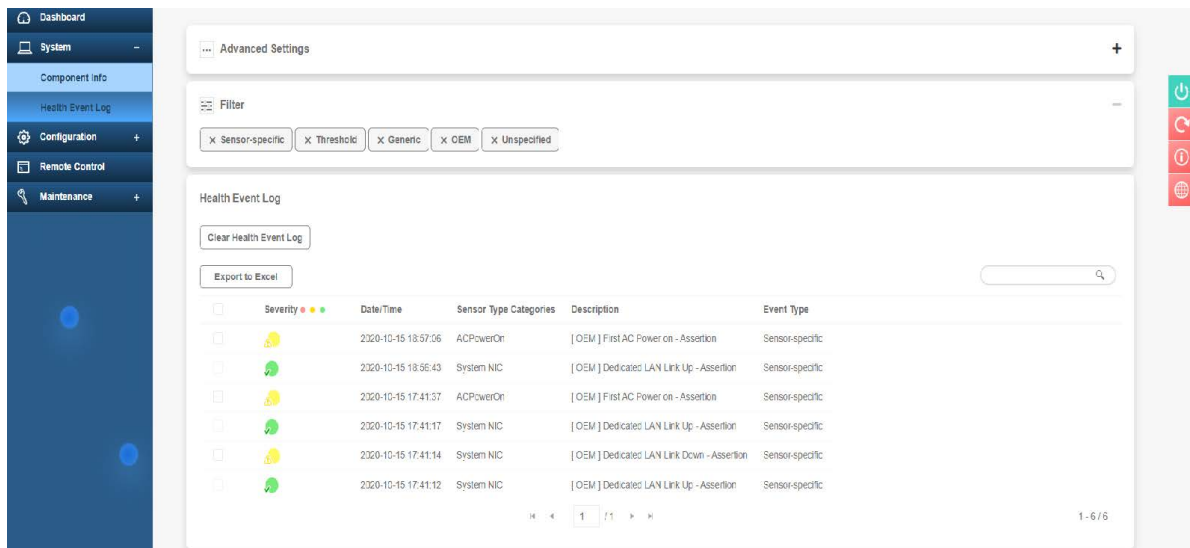 Dashboard
System -
Component Info
Health Event Log
Configuration +
Remote Control
Maintenance +
Advanced Settings +
Filter -
X Sensor-specific X Threshold X Generic X OEM X Unspecified
Health Event Log
Clear Health Event Log
Export to Excel
Severity Date/Time Sensor Type Categories Description Event Type
2020-10-15 18:57:06 ACPowerOn [ OEM ] First AC Power on - Assertion Sensor-specific
2020-10-15 18:56:43 System NIC [ OEM ] Dedicated LAN Link Up - Assertion Sensor-specific
2020-10-15 17:41:37 ACPowerOn [ OEM ] First AC Power on - Assertion Sensor-specific
2020-10-15 17:41:17 System NIC [ OEM ] Dedicated LAN Link Up - Assertion Sensor-specific
2020-10-15 17:41:14 System NIC [ OEM ] Dedicated LAN Link Down - Assertion Sensor-specific
2020-10-15 17:41:12 System NIC [ OEM ] Dedicated LAN Link Up - Assertion Sensor-specific
1 / 1
1 - 6 / 6